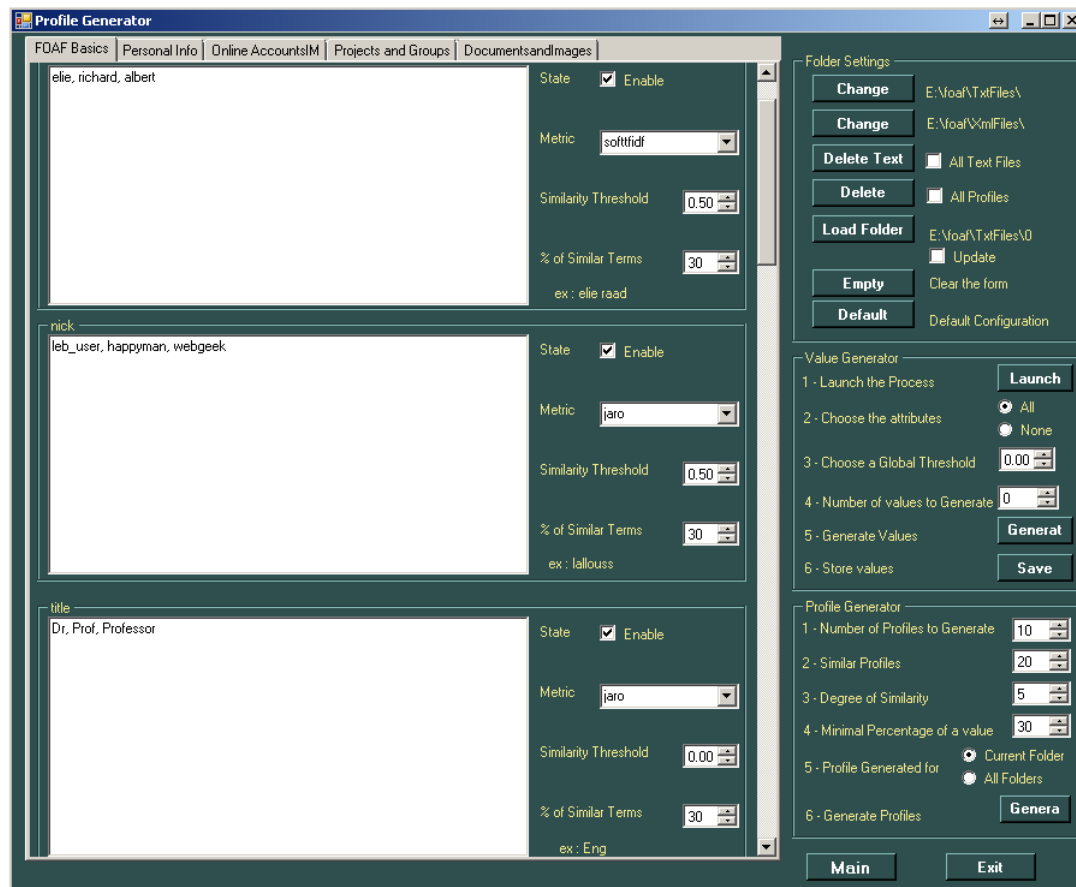 Profile Generator
FOAF Basics Personal Info Online AccountsIM Projects and Groups DocumentsandImages
elie, richard, albert
State Enable
Metric softtfidf
Similarity Threshold 0.50
% of Similar Terms 30
ex : elie raad
nick
leb_user, happyman, webgeek
State Enable
Metric jaro
Similarity Threshold 0.50
% of Similar Terms 30
ex : lallouss
title
Dr, Prof, Professor
State Enable
Metric jaro
Similarity Threshold 0.00
% of Similar Terms 30
ex : Eng
Folder Settings
Change E:\foaf\TxtFiles\
Change E:\foaf\XmlFiles\
Delete Text All Text Files
Delete All Profiles
Load Folder E:\foaf\TxtFiles\0
Update
Empty Clear the form
Default Default Configuration
Value Generator
1 - Launch the Process Launch
2 - Choose the attributes All
None
3 - Choose a Global Threshold 0.00
4 - Number of values to Generate 0
5 - Generate Values Generat
6 - Store values Save
Profile Generator
1 - Number of Profiles to Generate 10
2 - Similar Profiles 20
3 - Degree of Similarity 5
4 - Minimal Percentage of a value 30
5 - Profile Generated for Current Folder
All Folders
6 - Generate Profiles Genera
Main Exit